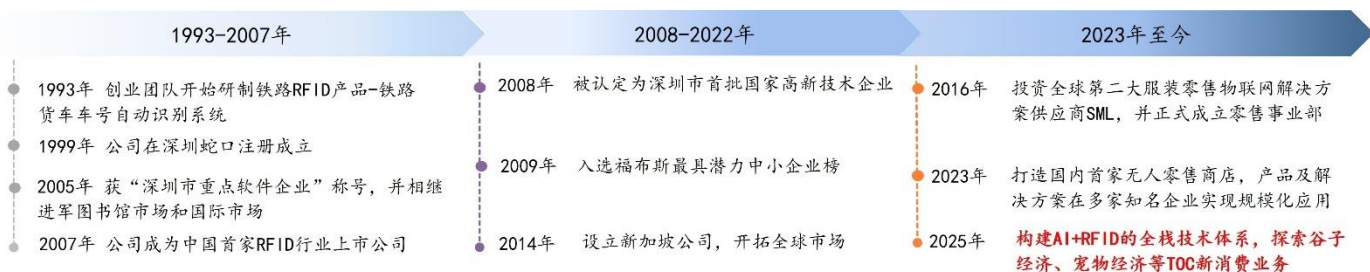 1993-2007年
1993年 创业团队开始研制铁路RFID产品-铁路
货车车号自动识别系统
1999年 公司在深圳蛇口注册成立
2005年 获“深圳市重点软件企业”称号，并相继
进军图书馆市场和国际市场
2007年 公司成为中国首家RFID行业上市公司
2008-2022年
2008年 被认定为深圳市首批国家高新技术企业
2009年 入选福布斯最具潜力中小企业榜
2014年 设立新加坡公司，开拓全球市场
2023年至今
2016年 投资全球第二大服装零售物联网解决方
案供应商SML，并正式成立零售事业部
2023年 打造国内首家无人零售商店，产品及解
决方案在多家知名企业实现规模化应用
2025年 构建AI+RFID的全栈技术体系，探索谷子
经济、宠物经济等TOC新消费业务